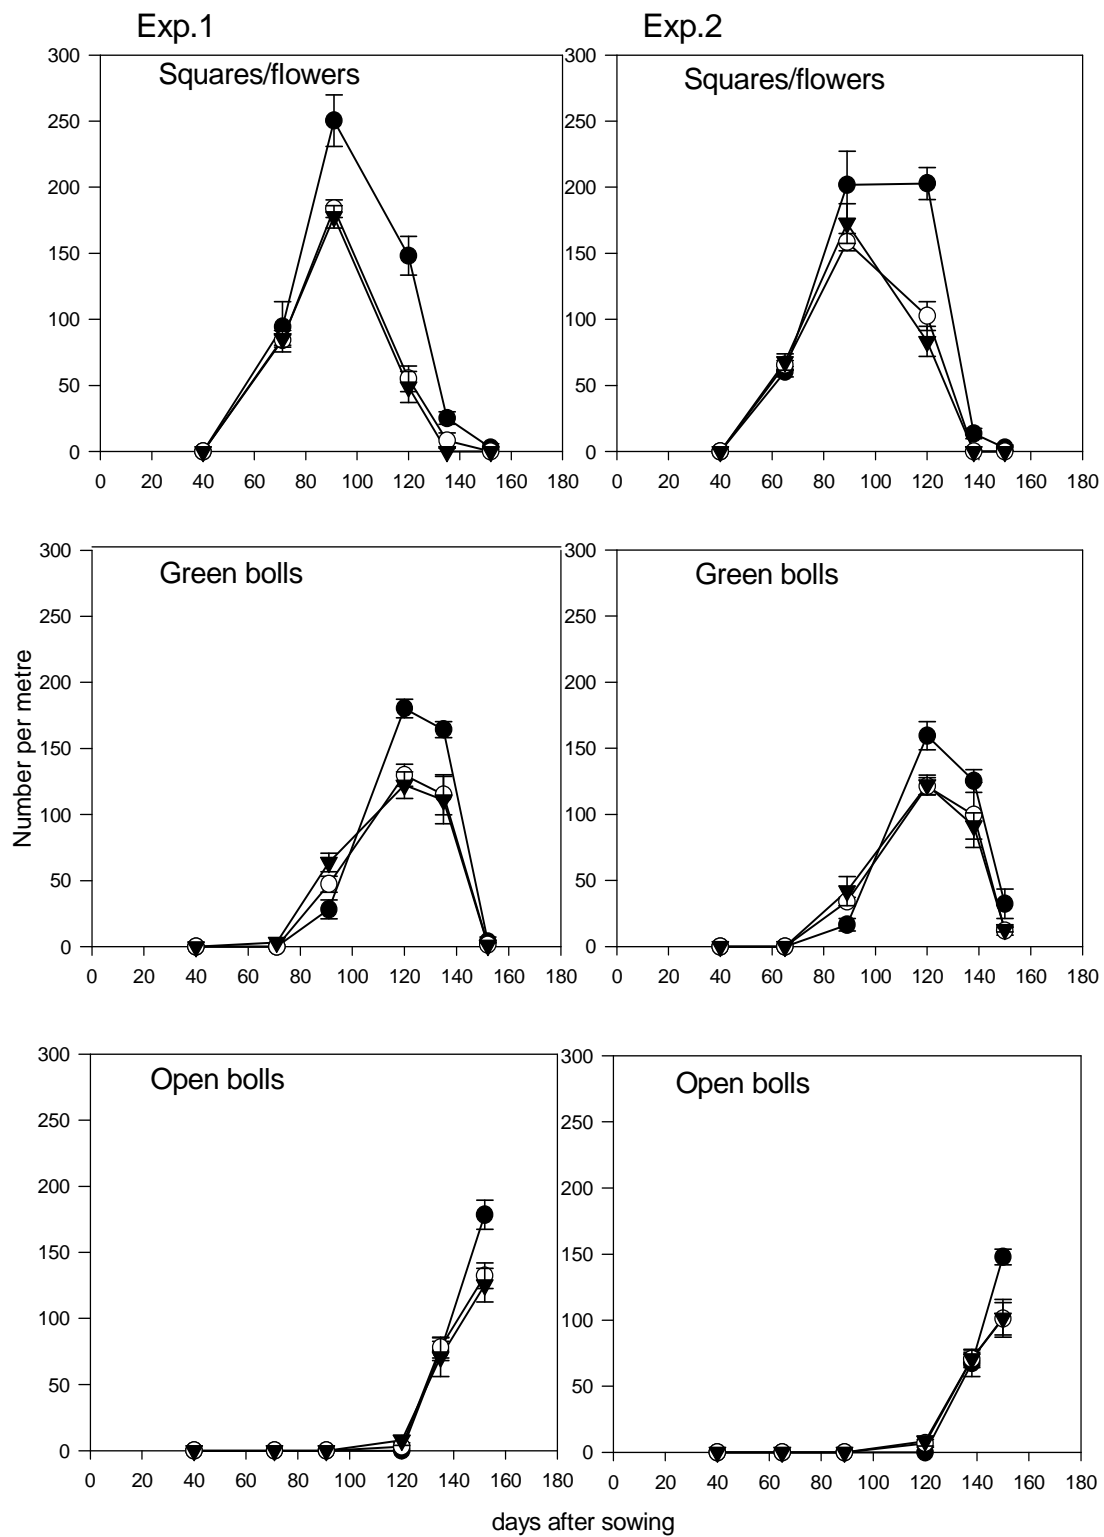 Exp.1 Exp.2
300 300
Squares/flowers Squares/flowers
250 250
200 200
150 150
100 100
50 50
0 0
0 20 40 60 80 100 120 140 160 180 0 20 40 60 80 100 120 140 160 180
300 300
Green bolls Green bolls
250 250
200 200
Number per metre
150 150
100 100
50 50
0 0
0 20 40 60 80 100 120 140 160 180 0 20 40 60 80 100 120 140 160 180
300 300
Open bolls Open bolls
250 250
200 200
150 150
100 100
50 50
0 0
0 20 40 60 80 100 120 140 160 180 0 20 40 60 80 100 120 140 160 180
days after sowing